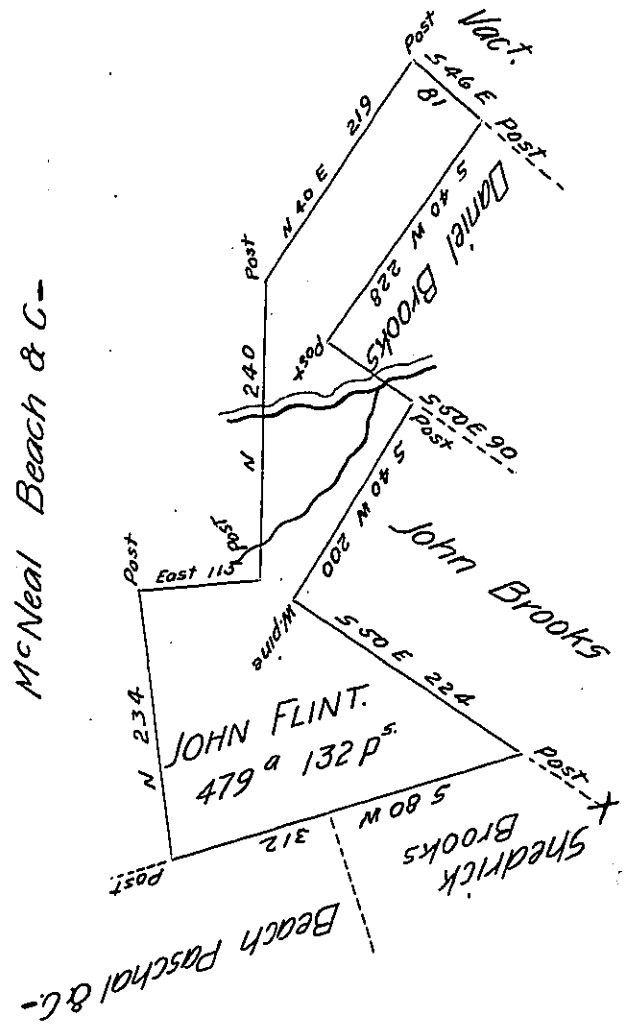 Vact.
Post
S 46 E
81
Post
N 40 E 219
S 40 W 228
Daniel Brooks
Post
Post
N 240
S 50 E 90
Post
S 40 W 200
John Brooks
McNeal Beach & C-
Post
East 115
Post
W.pine
S 50 E 224
N 234
JOHN FLINT.
479 a 132 Ps.
Post
X
S 80 W
312
Shedrick
Brooks
Post
Beach Paschal & C.-